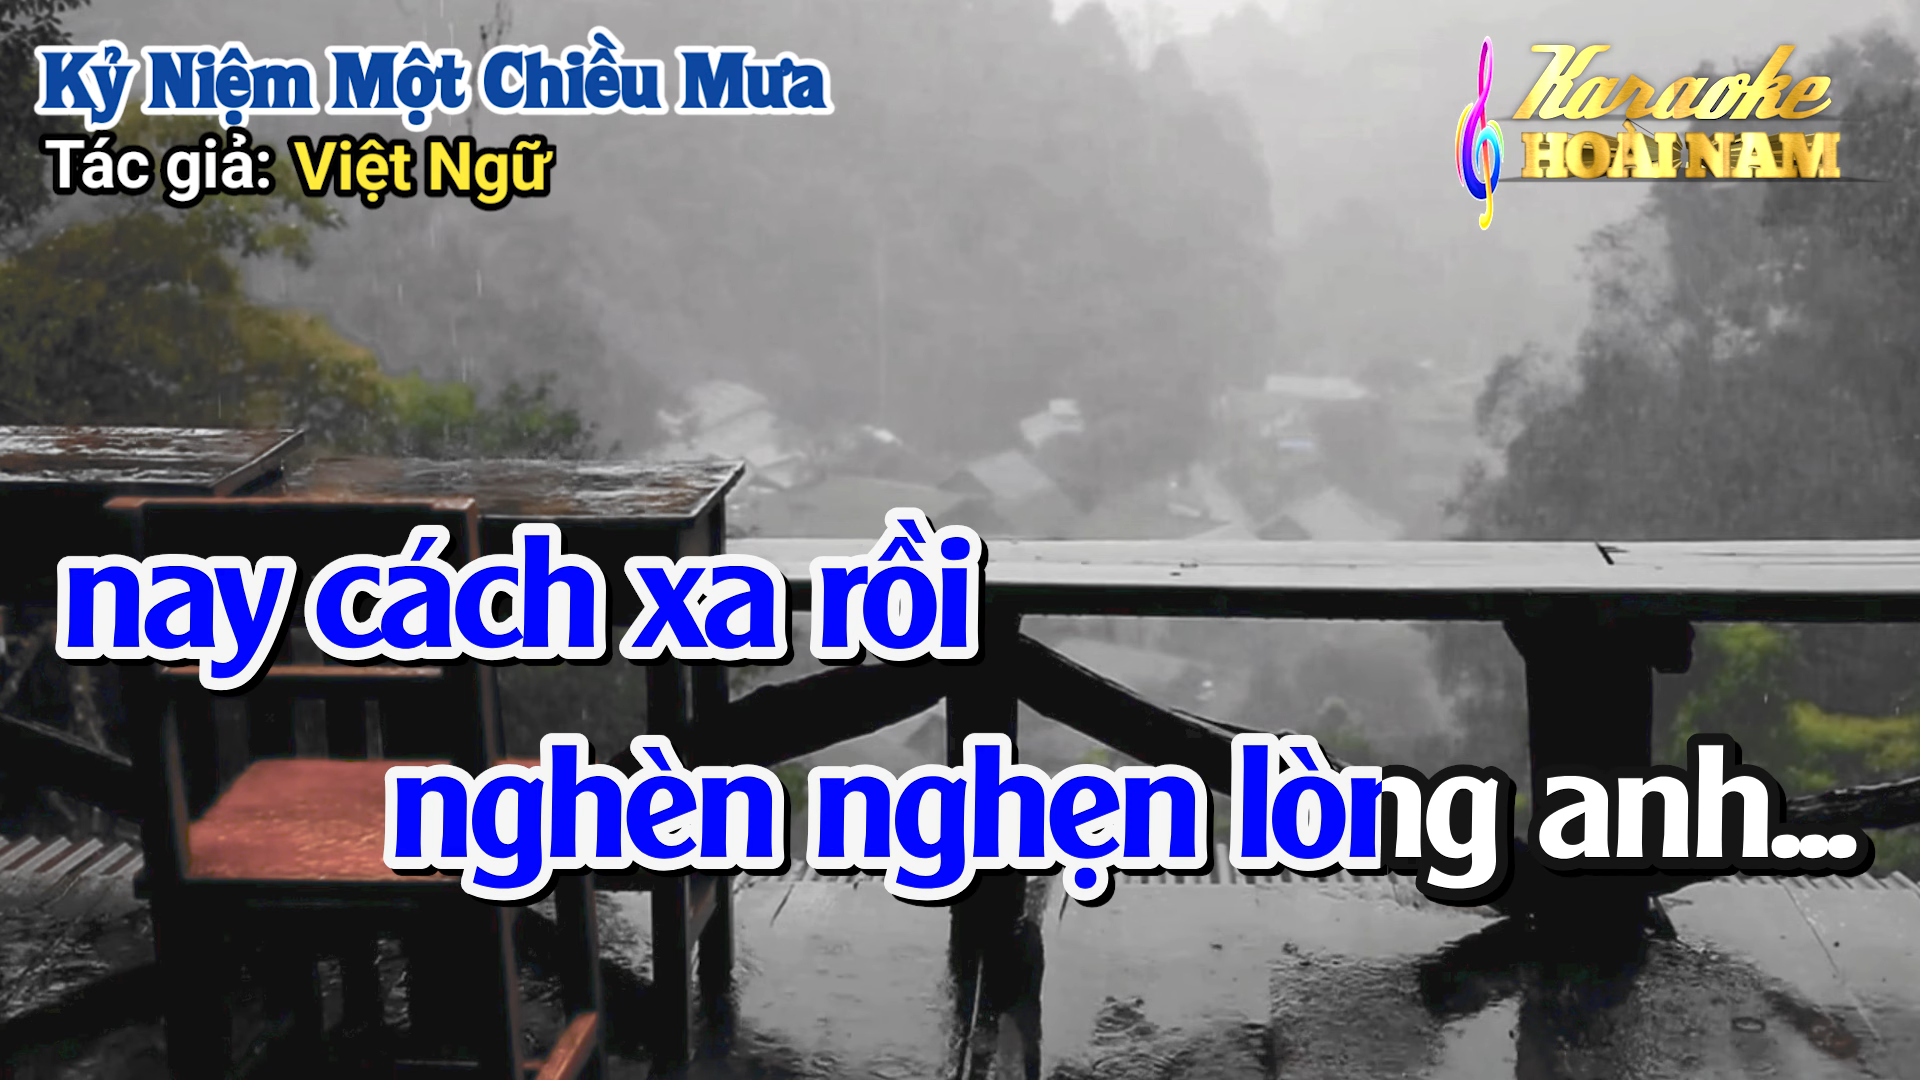 Kỷ Niệm Một Chiều Mưa
Tác giả: Việt Ngữ
Karaoke
HOÀI NAM
nay cách xa rồi
nghèn nghẹn lòng anh...